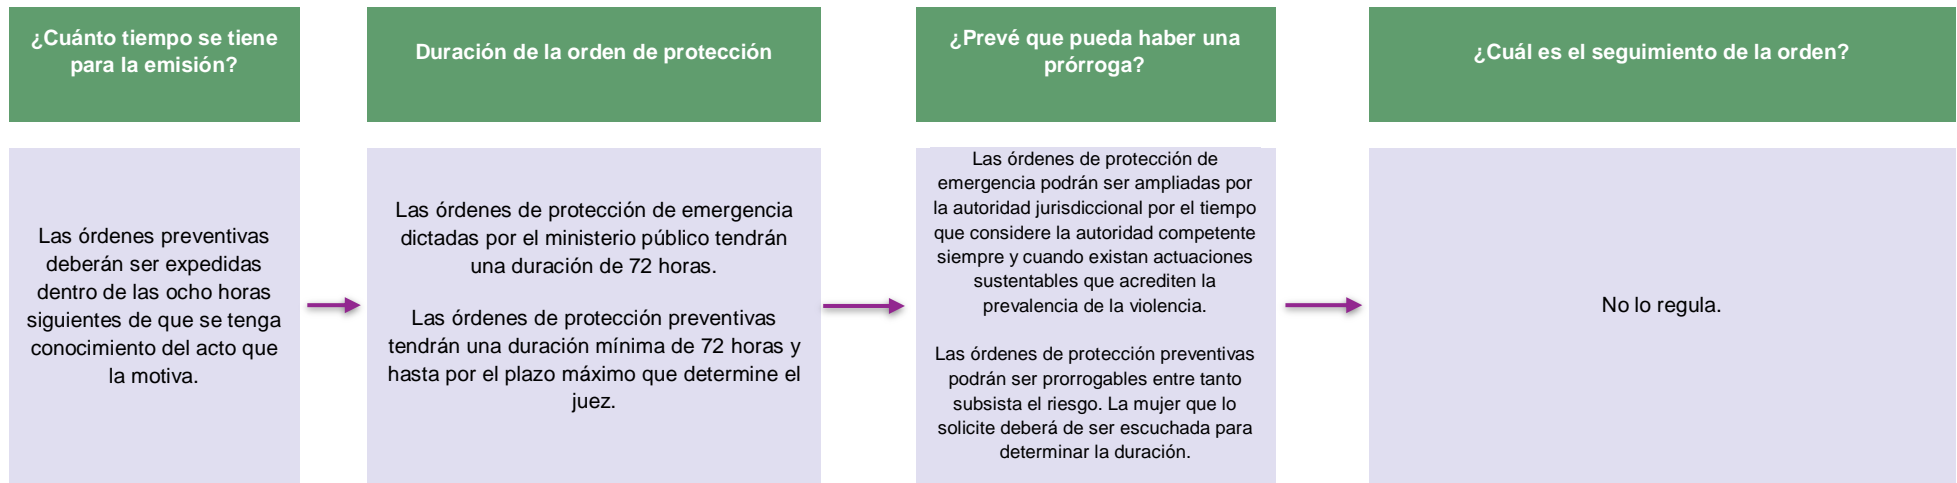 ¿Cuánto tiempo se tiene
para la emisión?
Duración de la orden de protección
¿Prevé que pueda haber una
prórroga?
¿Cuál es el seguimiento de la orden?
Las órdenes preventivas
deberán ser expedidas
dentro de las ocho horas
siguientes de que se tenga
conocimiento del acto que
la motiva.
Las órdenes de protección de emergencia
dictadas por el ministerio público tendrán
una duración de 72 horas.
Las órdenes de protección preventivas
tendrán una duración mínima de 72 horas y
hasta por el plazo máximo que determine el
juez.
Las órdenes de protección de
emergencia podrán ser ampliadas por
la autoridad jurisdiccional por el tiempo
que considere la autoridad competente
siempre y cuando existan actuaciones
sustentables que acrediten la
prevalencia de la violencia.
Las órdenes de protección preventivas
podrán ser prorrogables entre tanto
subsista el riesgo. La mujer que lo
solicite deberá de ser escuchada para
determinar la duración.
No lo regula.